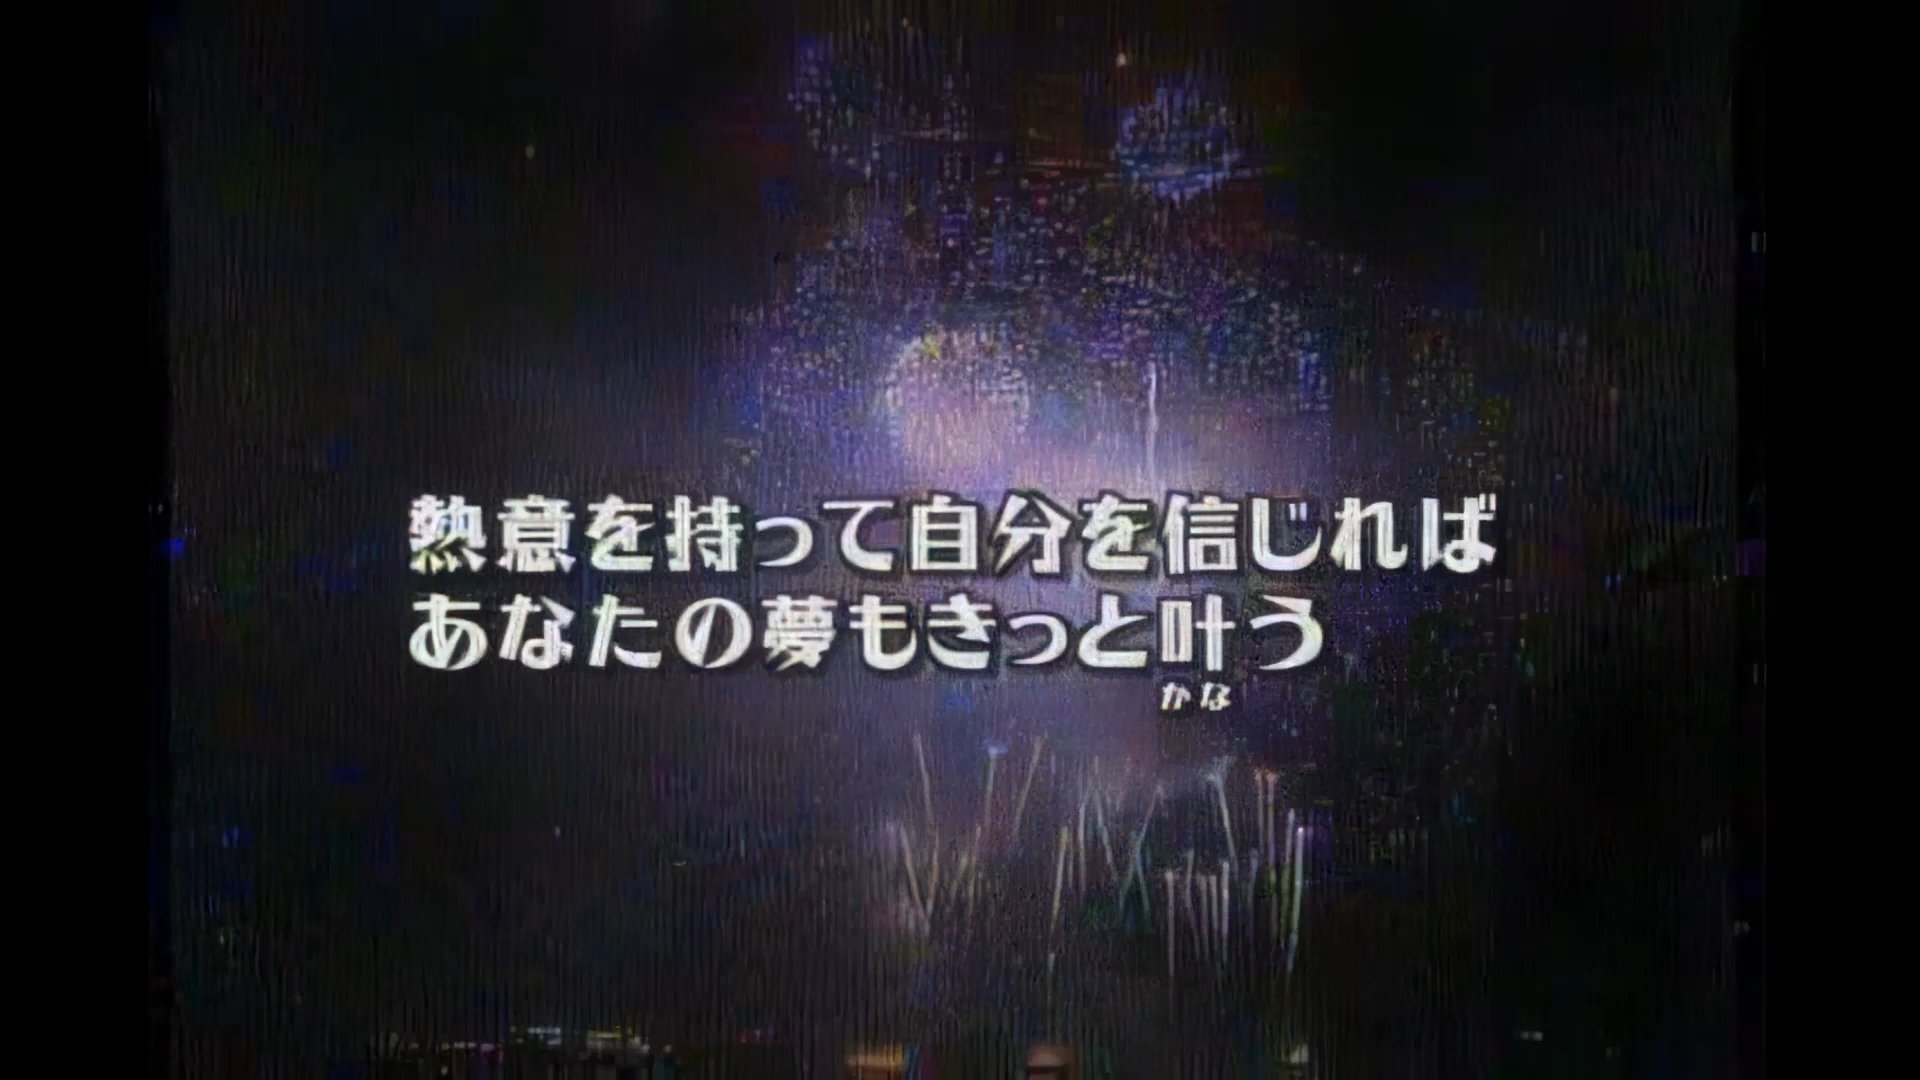 熱意を持って自分を信じれば
あなたの夢もきっと叶う
かな